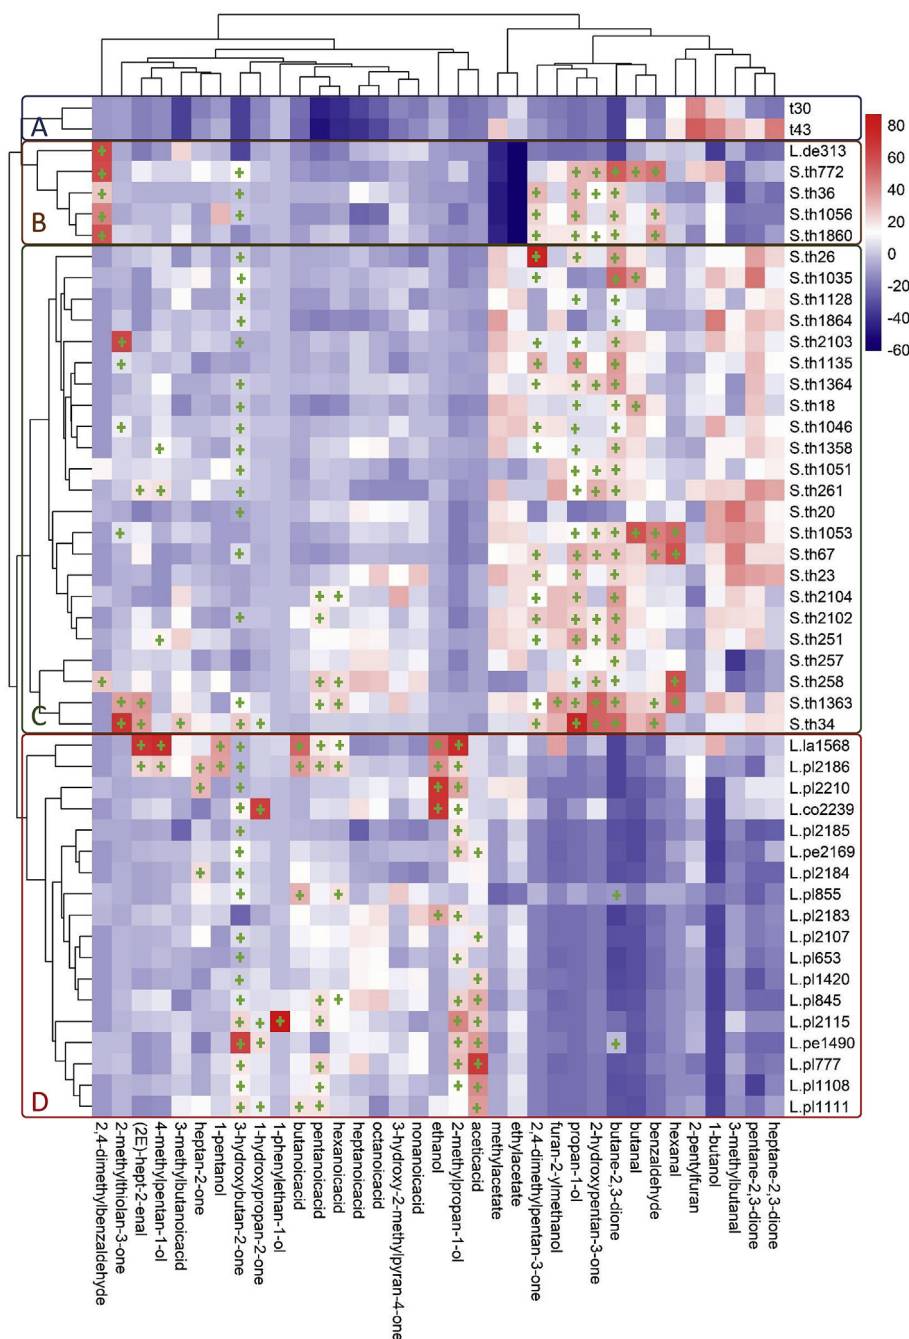 A
t30
t43
80
60
40
20
0
-20
-40
-60
B
L.de313
S.th772
S.th36
S.th1056
S.th1860
C
S.th26
S.th1035
S.th1128
S.th1864
S.th2103
S.th1135
S.th1364
S.th18
S.th1046
S.th1358
S.th1051
S.th261
S.th20
S.th1053
S.th67
S.th23
S.th2104
S.th2102
S.th251
S.th257
S.th258
S.th1363
S.th34
D
L.la1568
L.pl2186
L.pl2210
L.co2239
L.pl2185
L.pe2169
L.pl2184
L.pl855
L.pl2183
L.pl2107
L.pl653
L.pl1420
L.pl845
L.pl2115
L.pe1490
L.pl777
L.pl1108
L.pl1111
2,4-dimethylbenzaldehyde
2-methylthiolan-3-one
(2E)-hept-2-enal
4-methylpentan-1-ol
3-methylbutanoicacid
heptan-2-one
1-pentanol
3-hydroxybutan-2-one
1-hydroxypropan-2-one
1-phenylethan-1-ol
butanoicacid
pentanoicacid
hexanoicacid
heptanoicacid
octanoicacid
3-hydroxy-2-methylpyran-4-one
nonanoicacid
ethanol
2-methylpropan-1-ol
aceticacid
methylacetate
ethylacetate
2,4-dimethylpentan-3-one
furan-2-ylmethanol
propan-1-ol
2-hydroxypentan-3-one
butane-2,3-dione
butanal
benzaldehyde
hexanal
2-pentylfuran
1-butanol
3-methylbutanal
pentane-2,3-dione
heptane-2,3-dione